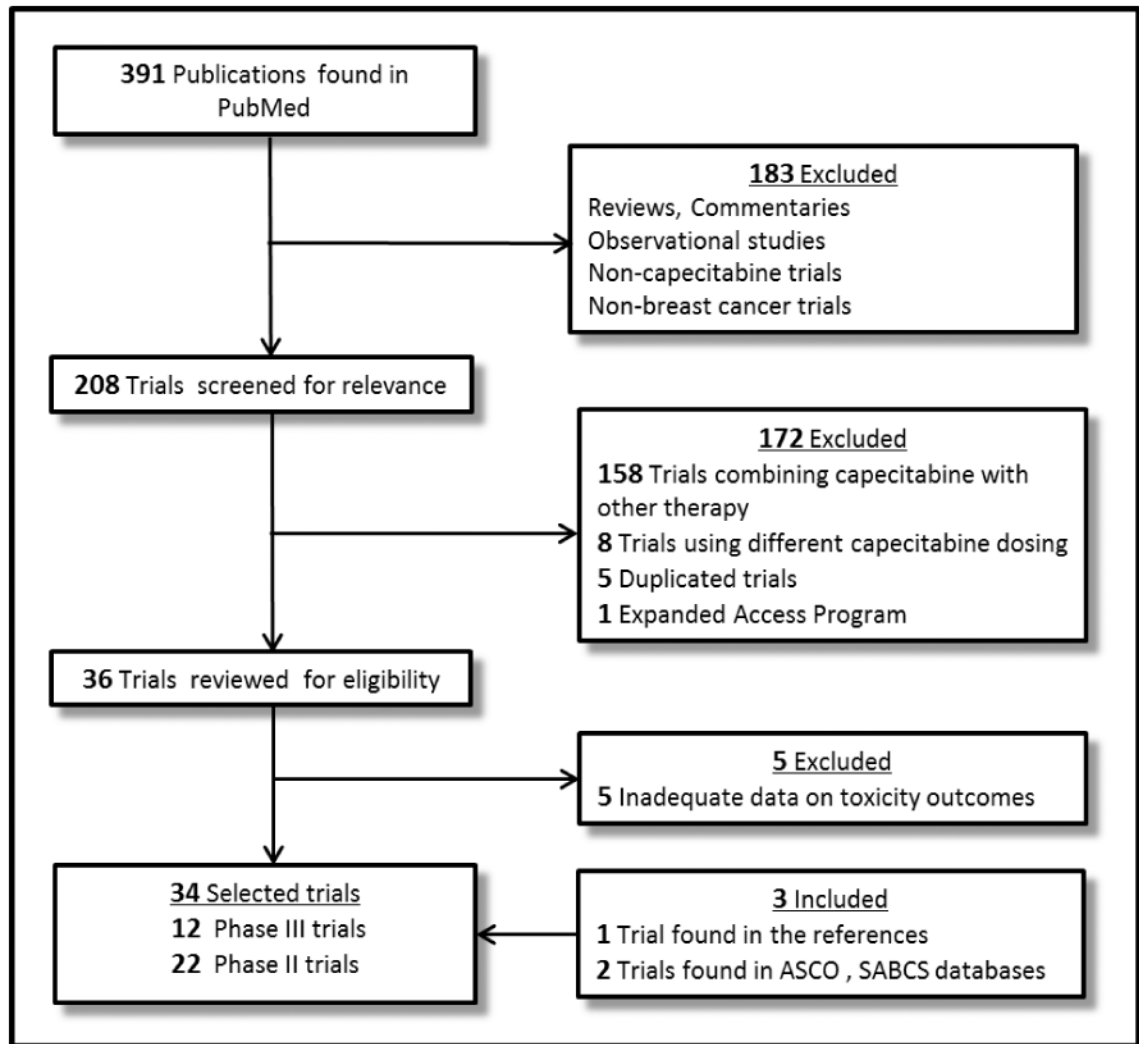 391 Publications found in
PubMed
183 Excluded
Reviews, Commentaries
Observational studies
Non-capecitabine trials
Non-breast cancer trials
208 Trials screened for relevance
172 Excluded
158 Trials combining capecitabine with
other therapy
8 Trials using different capecitabine dosing
5 Duplicated trials
1 Expanded Access Program
36 Trials reviewed for eligibility
5 Excluded
5 Inadequate data on toxicity outcomes
34 Selected trials
12 Phase III trials
22 Phase II trials
3 Included
1 Trial found in the references
2 Trials found in ASCO , SABCS databases